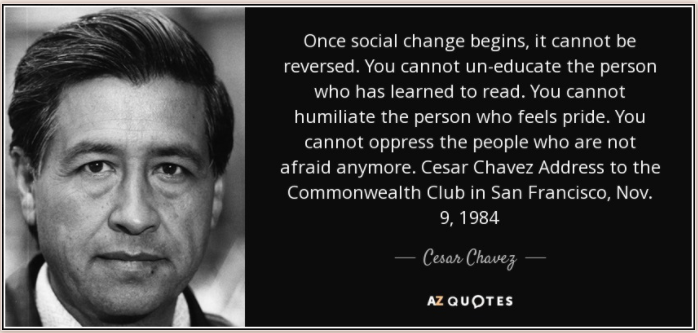 Once social change begins, it cannot be
reversed. You cannot un-educate the person
who has learned to read. You cannot
humiliate the person who feels pride. You
cannot oppress the people who are not
afraid anymore. Cesar Chavez Address to the
Commonwealth Club in San Francisco, Nov.
9, 1984
Cesar Chavez
AZ QUOTES